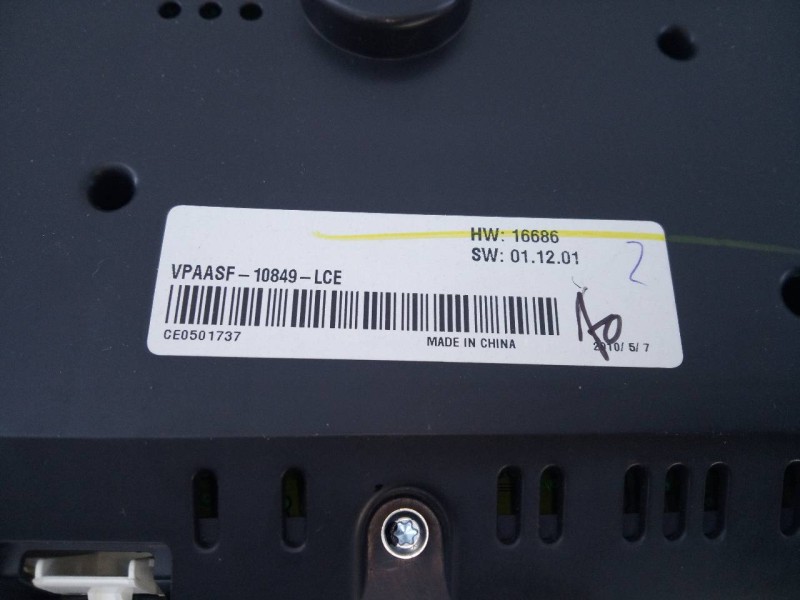 HW: 16686
SW: 01.12.01
2
VPAASF-10849-LCE
CE0501737
MADE IN CHINA
2010/ 5/ 7